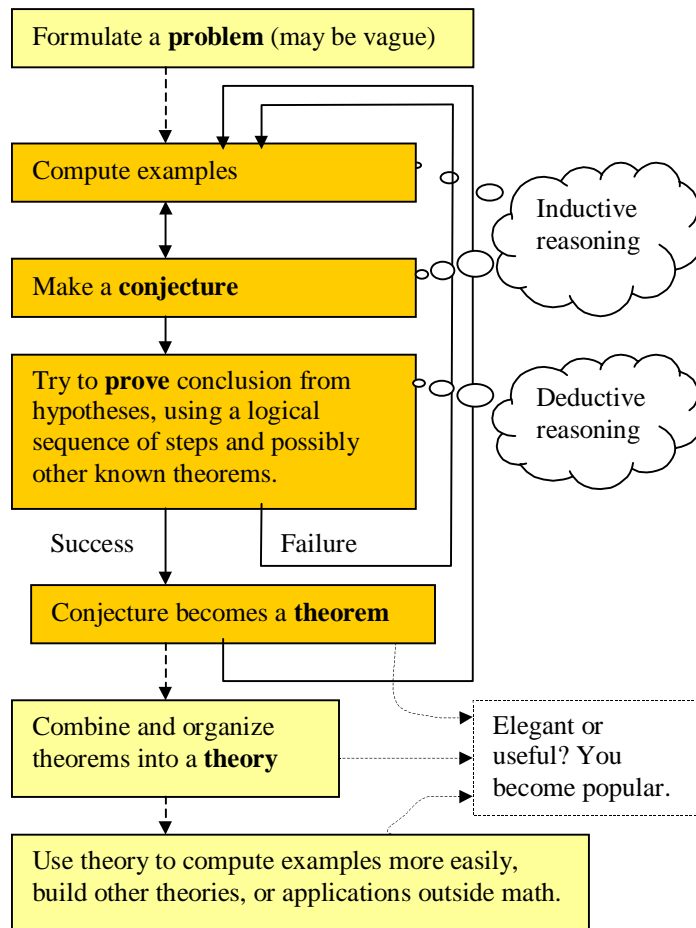 Formulate a problem (may be vague)
Compute examples
Inductive
reasoning
Make a conjecture
Try to prove conclusion from
hypotheses, using a logical
sequence of steps and possibly
other known theorems.
Deductive
reasoning
Success
Failure
Conjecture becomes a theorem
Combine and organize
theorems into a theory
Elegant or
useful? You
become popular.
Use theory to compute examples more easily,
build other theories, or applications outside math.